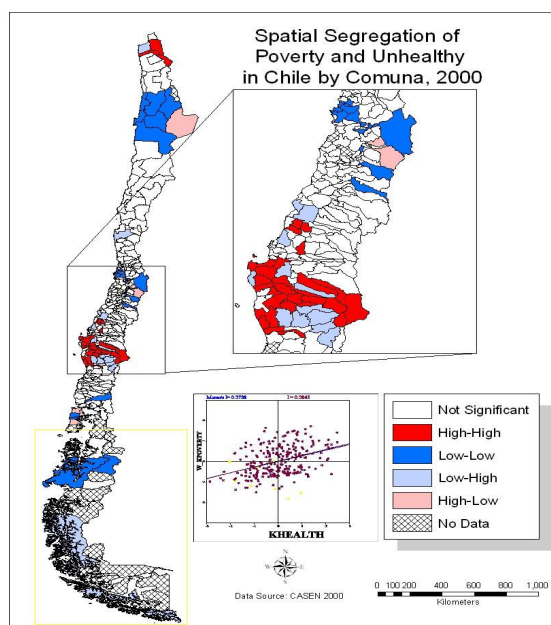 Spatial Segregation of
Poverty and Unhealthy
in Chile by Comuna, 2000
Not Significant
High-High
Low-Low
Low-High
High-Low
No Data
KHEALTH
N
W E
S
Data Source: CASEN 2000
0 100 200 400 600 800 1,000
Kilometers